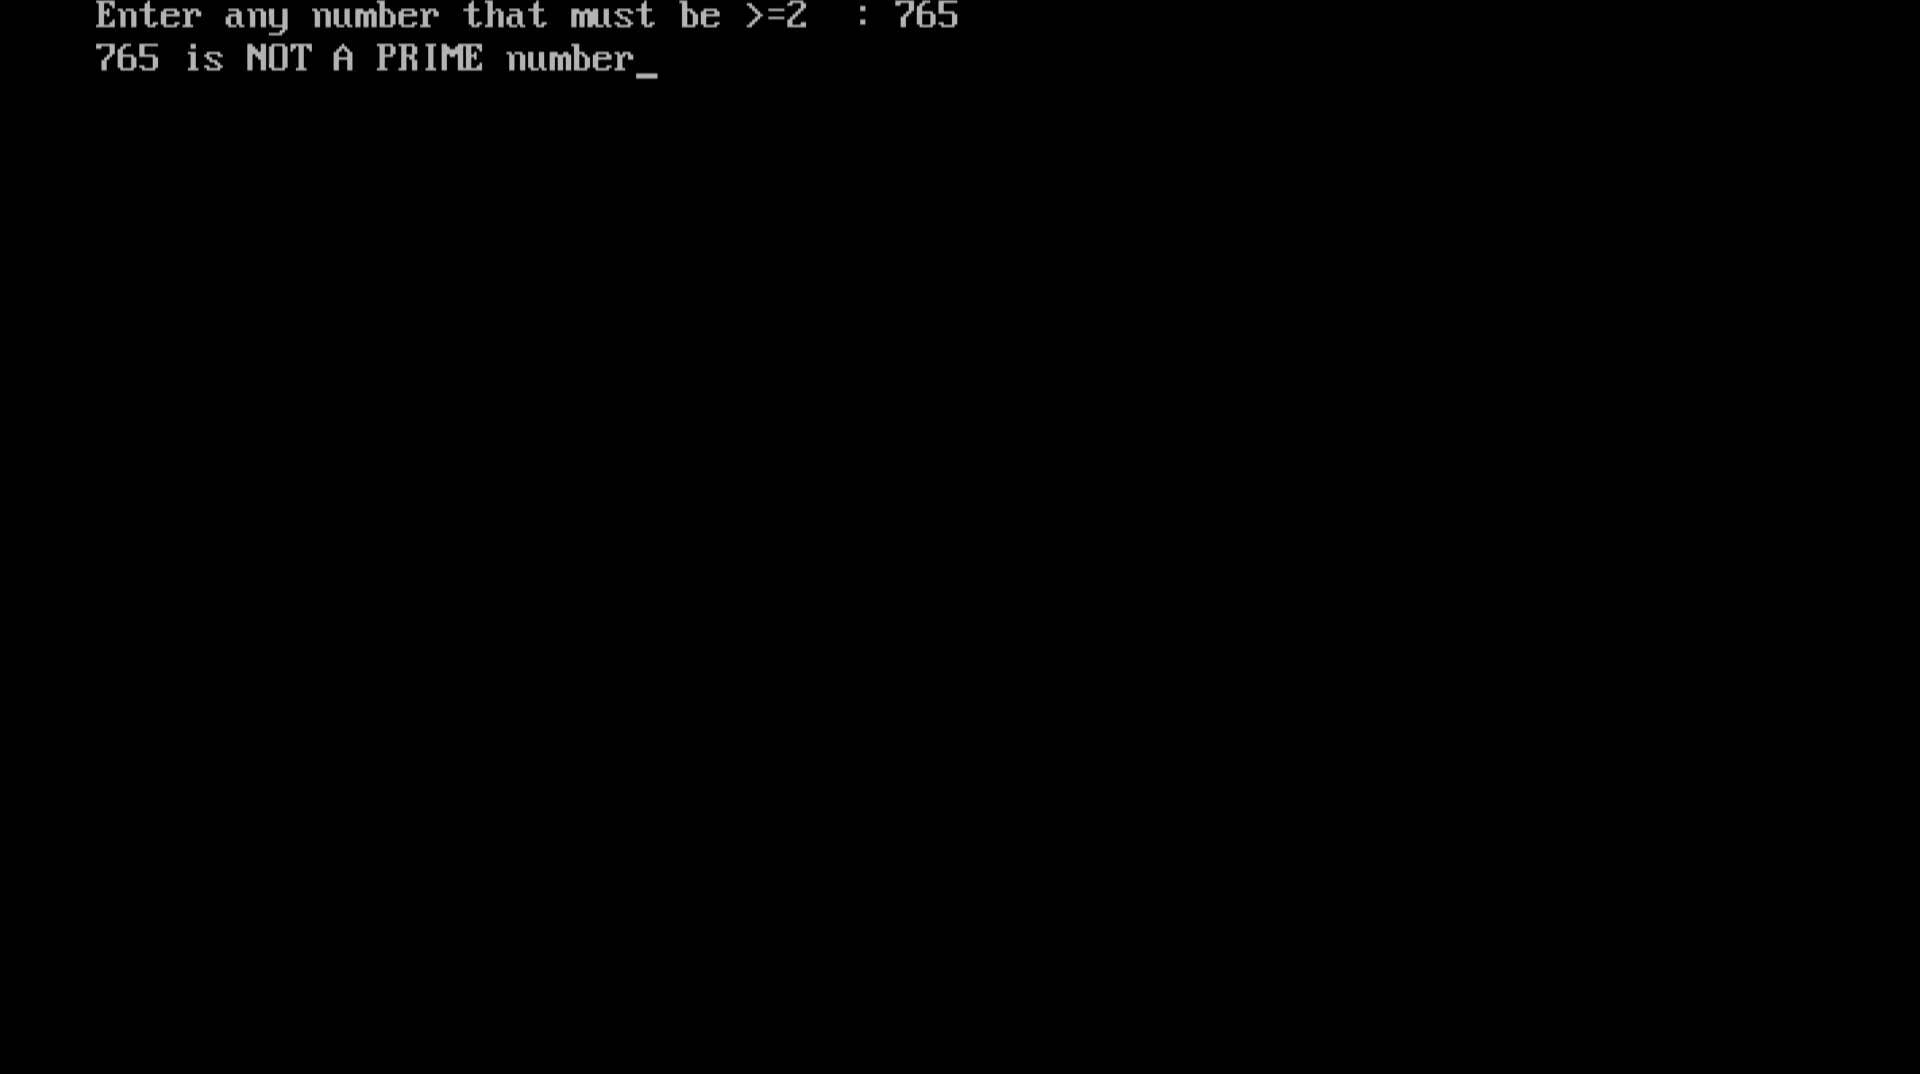 Enter any number that must be >=2  : 765
765 is NOT A PRIME number_